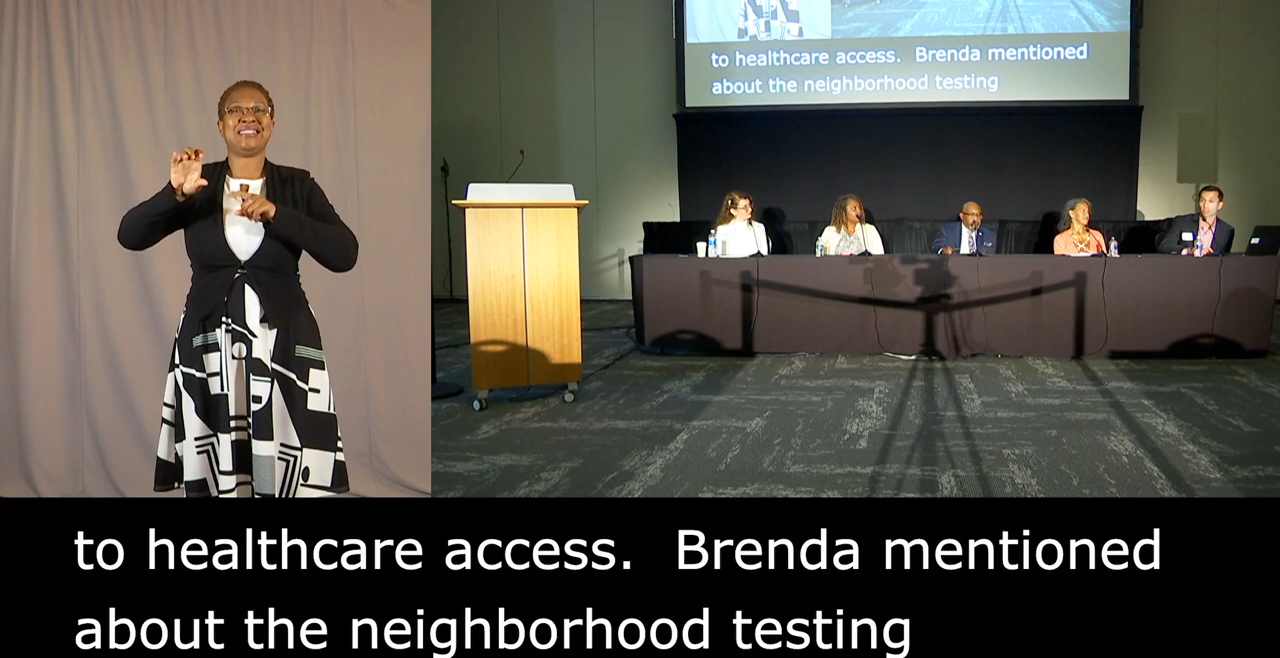 to healthcare access.  Brenda mentioned
about the neighborhood testing
to healthcare access.  Brenda mentioned
about the neighborhood testing